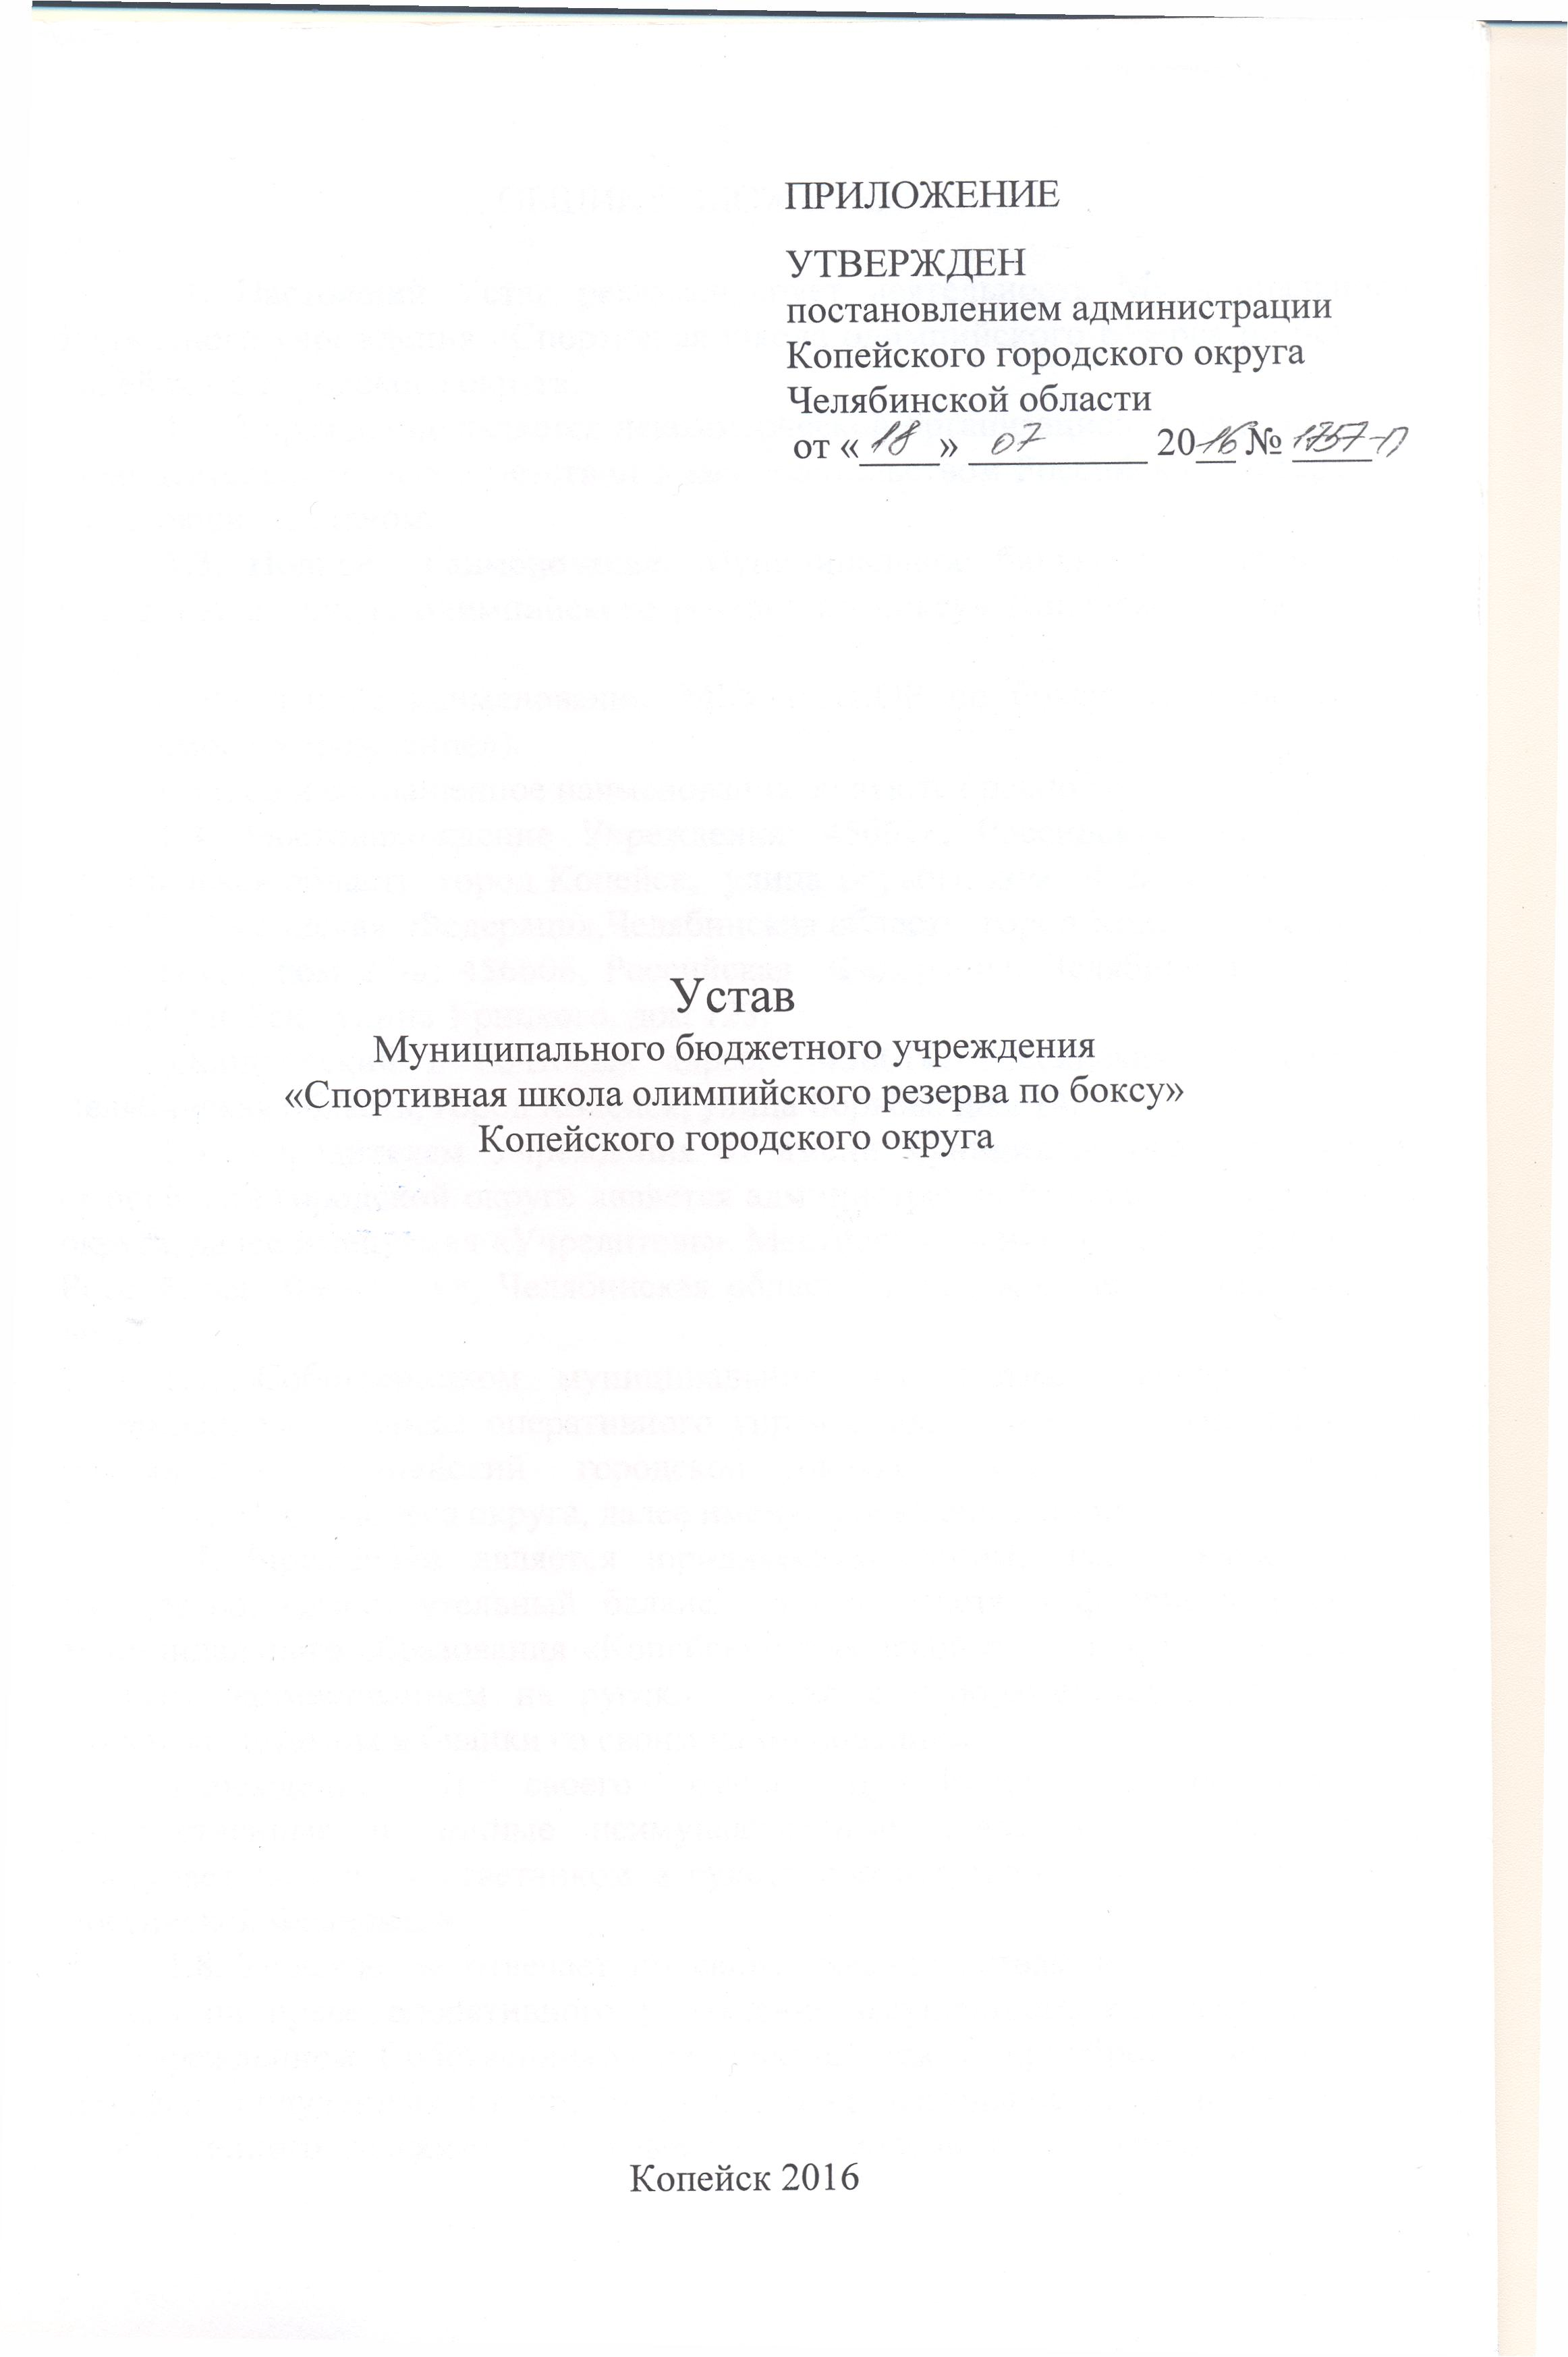 ПРИЛОЖЕНИЕ
УТВЕРЖДЕН
постановлением администрации
Копейского городского округа
Челябинской области
от «18» 07 2016 № 1757-п
Устав
Муниципального бюджетного учреждения
«Спортивная школа олимпийского резерва по боксу»
Копейского городского округа
Копейск 2016